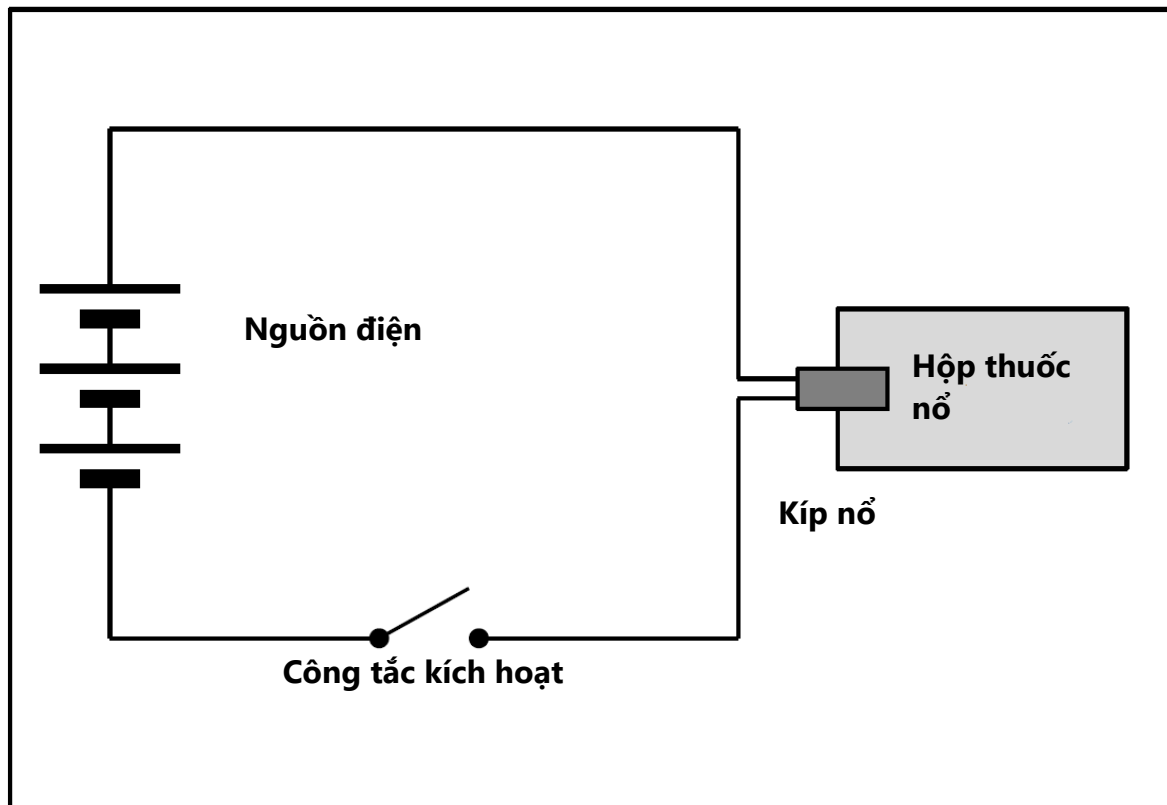 Nguồn điện
Hộp thuốc
nổ
Kíp nổ
Công tắc kích hoạt